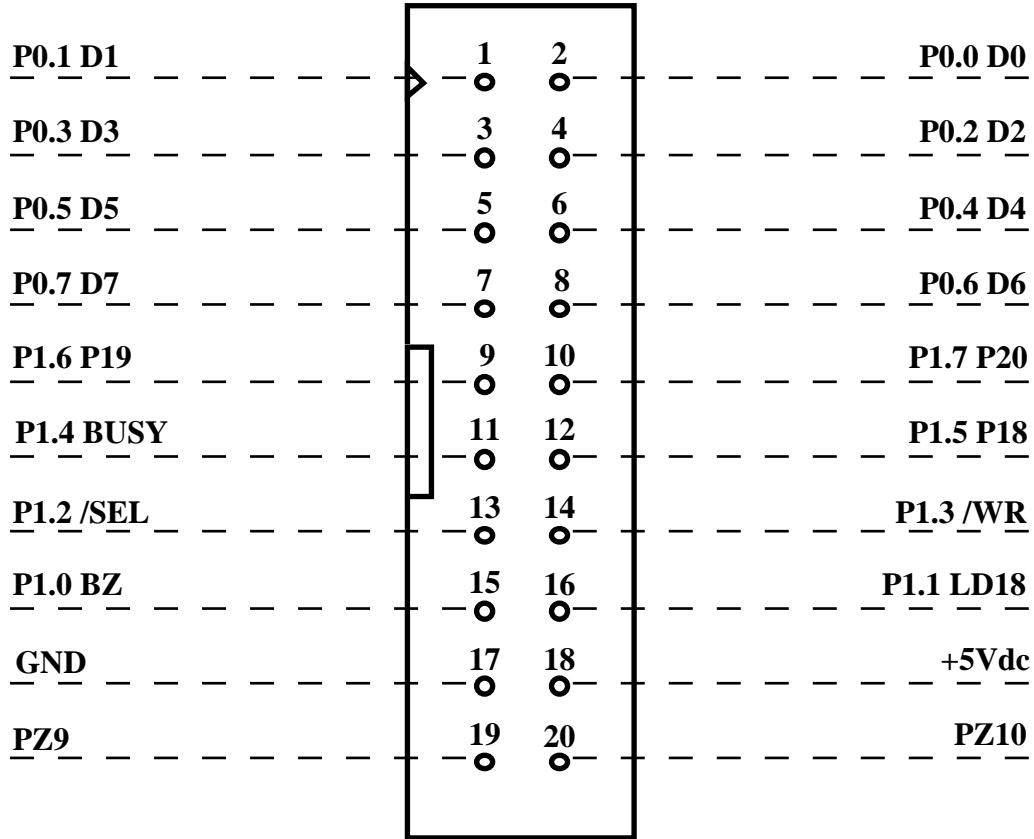 P0.1 D1 1 2 P0.0 D0
P0.3 D3 3 4 P0.2 D2
P0.5 D5 5 6 P0.4 D4
P0.7 D7 7 8 P0.6 D6
P1.6 P19 9 10 P1.7 P20
P1.4 BUSY 11 12 P1.5 P18
P1.2 /SEL 13 14 P1.3 /WR
P1.0 BZ 15 16 P1.1 LD18
GND 17 18 +5Vdc
PZ9 19 20 PZ10